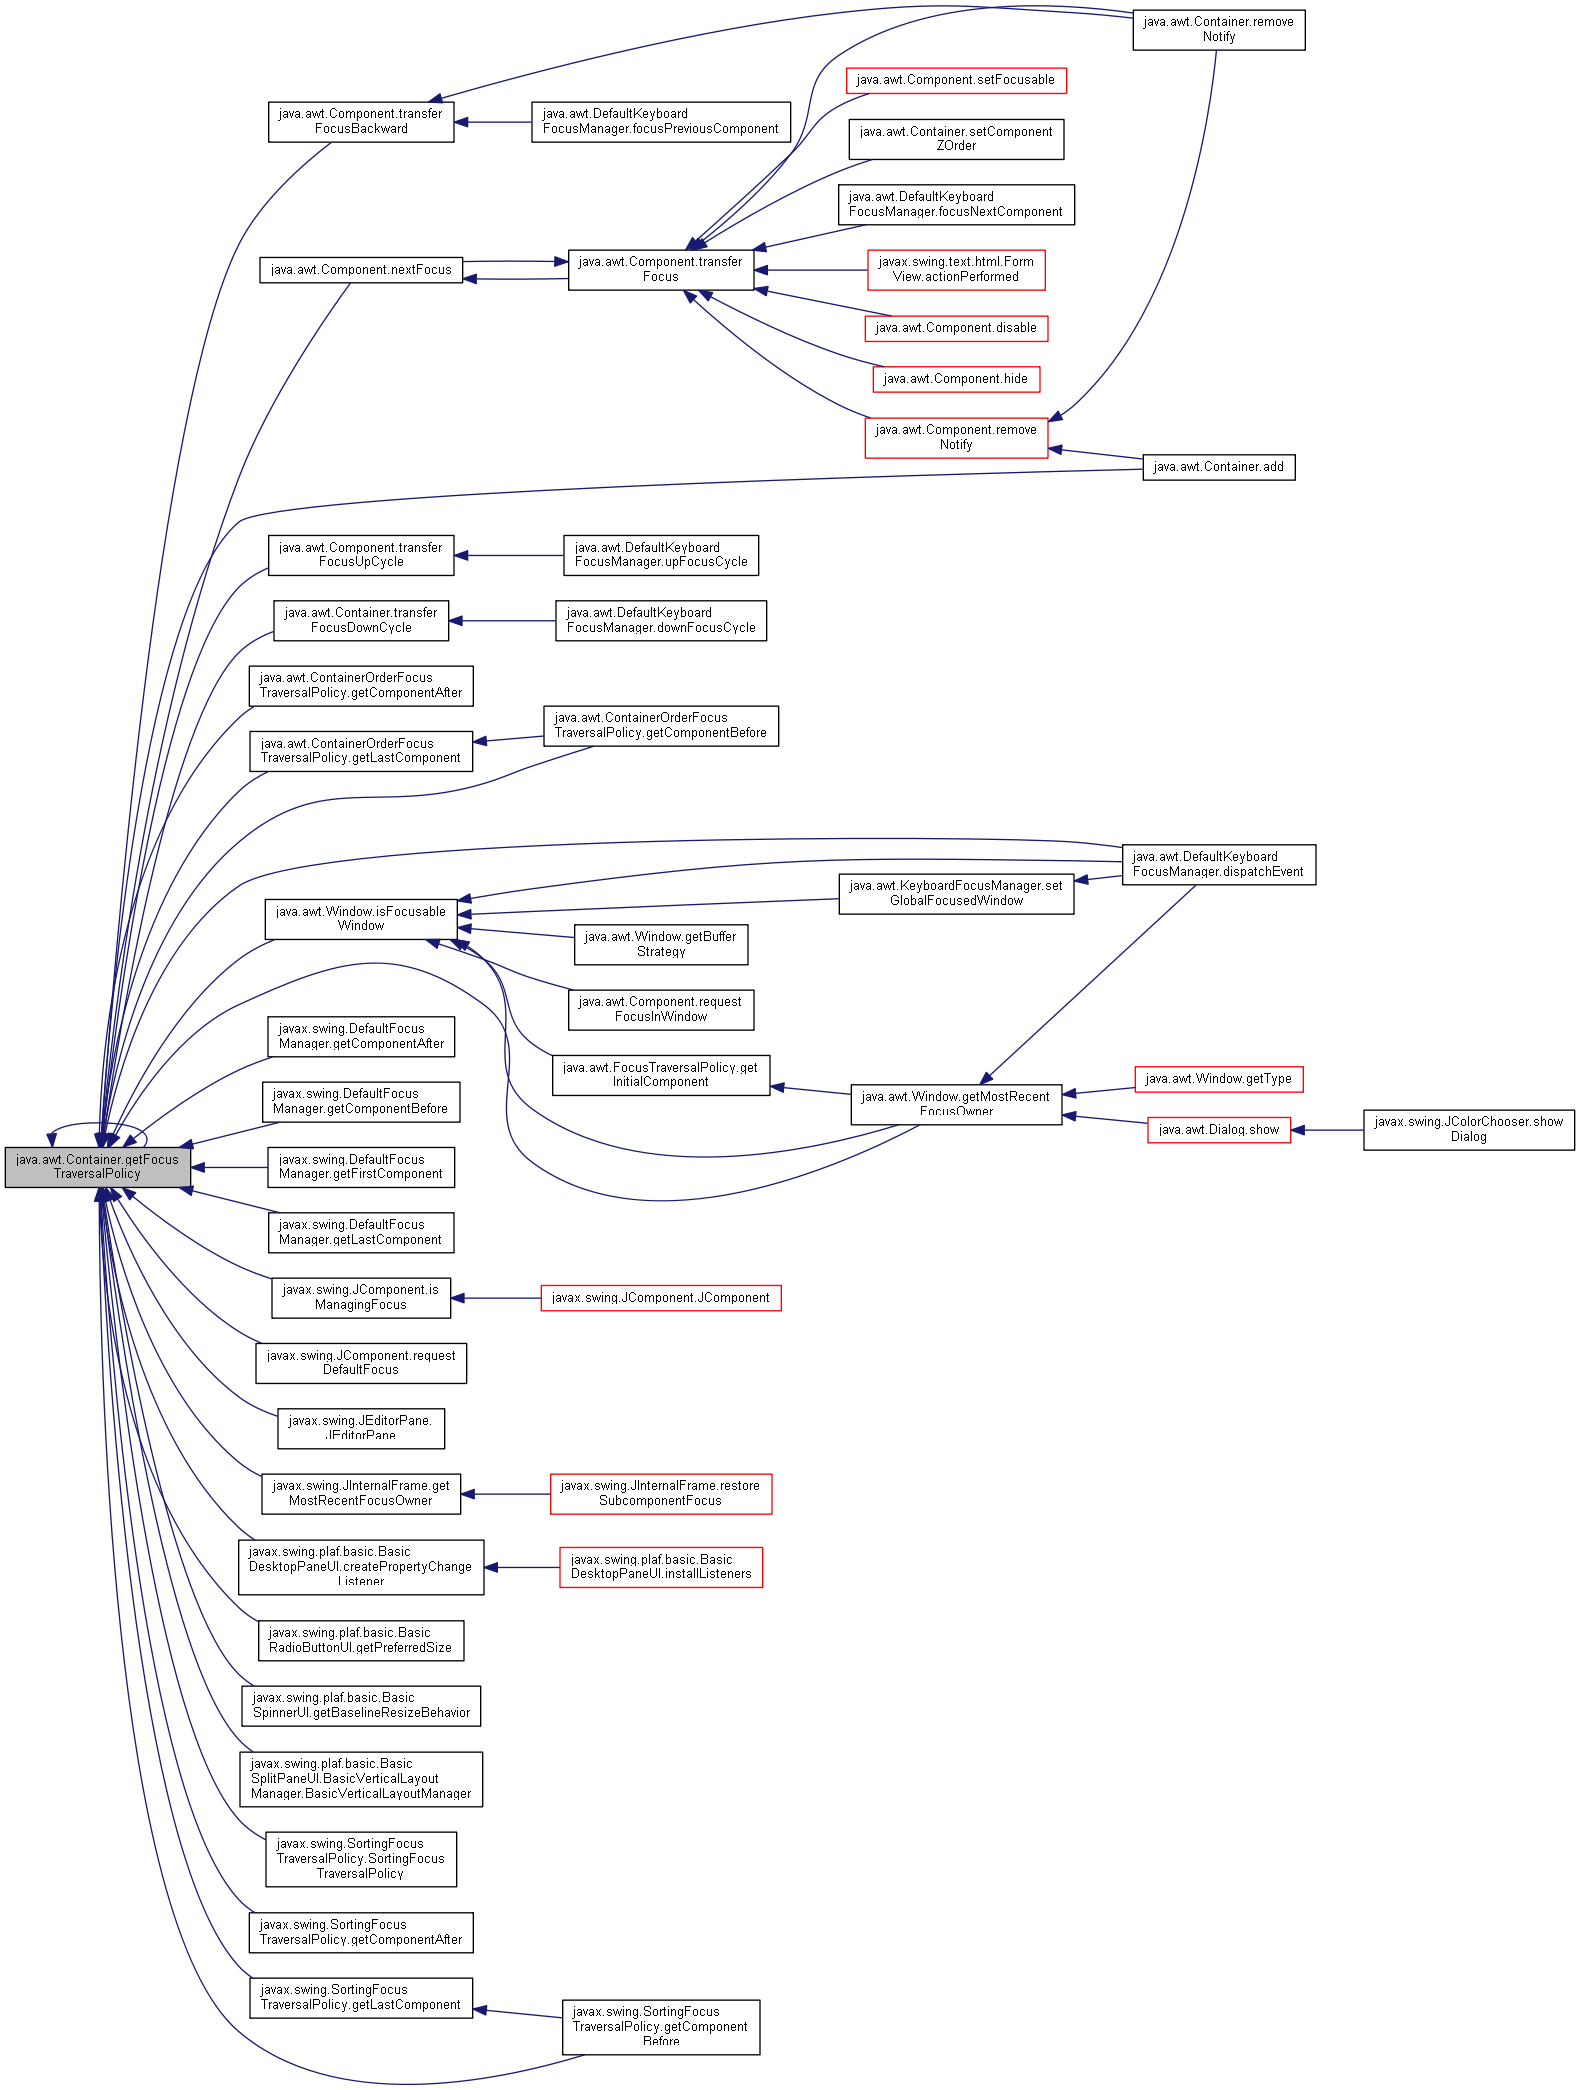 java.awt.Container.remove
Notify
java.awt.Component.setFocusable
java.awt.Component.transfer
FocusBackward
java.awt.DefaultKeyboard
FocusManager.focusPreviousComponent
java.awt.Container.setComponent
ZOrder
java.awt.DefaultKeyboard
FocusManager.focusNextComponent
java.awt.Component.nextFocus
java.awt.Component.transfer
Focus
javax.swing.text.html.Form
View.actionPerformed
java.awt.Component.disable
java.awt.Component.hide
java.awt.Component.remove
Notify
java.awt.Container.add
java.awt.Component.transfer
FocusUpCycle
java.awt.DefaultKeyboard
FocusManager.upFocusCycle
java.awt.Container.transfer
FocusDownCycle
java.awt.DefaultKeyboard
FocusManager.downFocusCycle
java.awt.ContainerOrderFocus
TraversalPolicy.getComponentAfter
java.awt.ContainerOrderFocus
TraversalPolicy.getLastComponent
java.awt.ContainerOrderFocus
TraversalPolicy.getComponentBefore
java.awt.DefaultKeyboard
FocusManager.dispatchEvent
java.awt.KeyboardFocusManager.set
GlobalFocusedWindow
java.awt.Window.isFocusable
Window
java.awt.Window.getBuffer
Strategy
java.awt.Component.request
FocusInWindow
javax.swing.DefaultFocus
Manager.getComponentAfter
java.awt.FocusTraversalPolicy.get
InitialComponent
java.awt.Window.getMostRecent
FocusOwner
java.awt.Window.getType
javax.swing.DefaultFocus
Manager.getComponentBefore
java.awt.Dialog.show
javax.swing.JColorChooser.show
Dialog
java.awt.Container.getFocus
TraversalPolicy
javax.swing.DefaultFocus
Manager.getFirstComponent
javax.swing.DefaultFocus
Manager.getLastComponent
javax.swing.JComponent.is
ManagingFocus
javax.swing.JComponent.JComponent
javax.swing.JComponent.request
DefaultFocus
javax.swing.JEditorPane.
JEditorPane
javax.swing.JInternalFrame.get
MostRecentFocusOwner
javax.swing.JInternalFrame.restore
SubcomponentFocus
javax.swing.plaf.basic.Basic
DesktopPaneUI.createPropertyChange
Listener
javax.swing.plaf.basic.Basic
DesktopPaneUI.installListeners
javax.swing.plaf.basic.Basic
RadioButtonUI.getPreferredSize
javax.swing.plaf.basic.Basic
SpinnerUI.getBaselineResizeBehavior
javax.swing.plaf.basic.Basic
SplitPaneUI.BasicVerticalLayout
Manager.BasicVerticalLayoutManager
javax.swing.SortingFocus
TraversalPolicy.SortingFocus
TraversalPolicy
javax.swing.SortingFocus
TraversalPolicy.getComponentAfter
javax.swing.SortingFocus
TraversalPolicy.getLastComponent
javax.swing.SortingFocus
TraversalPolicy.getComponent
Before